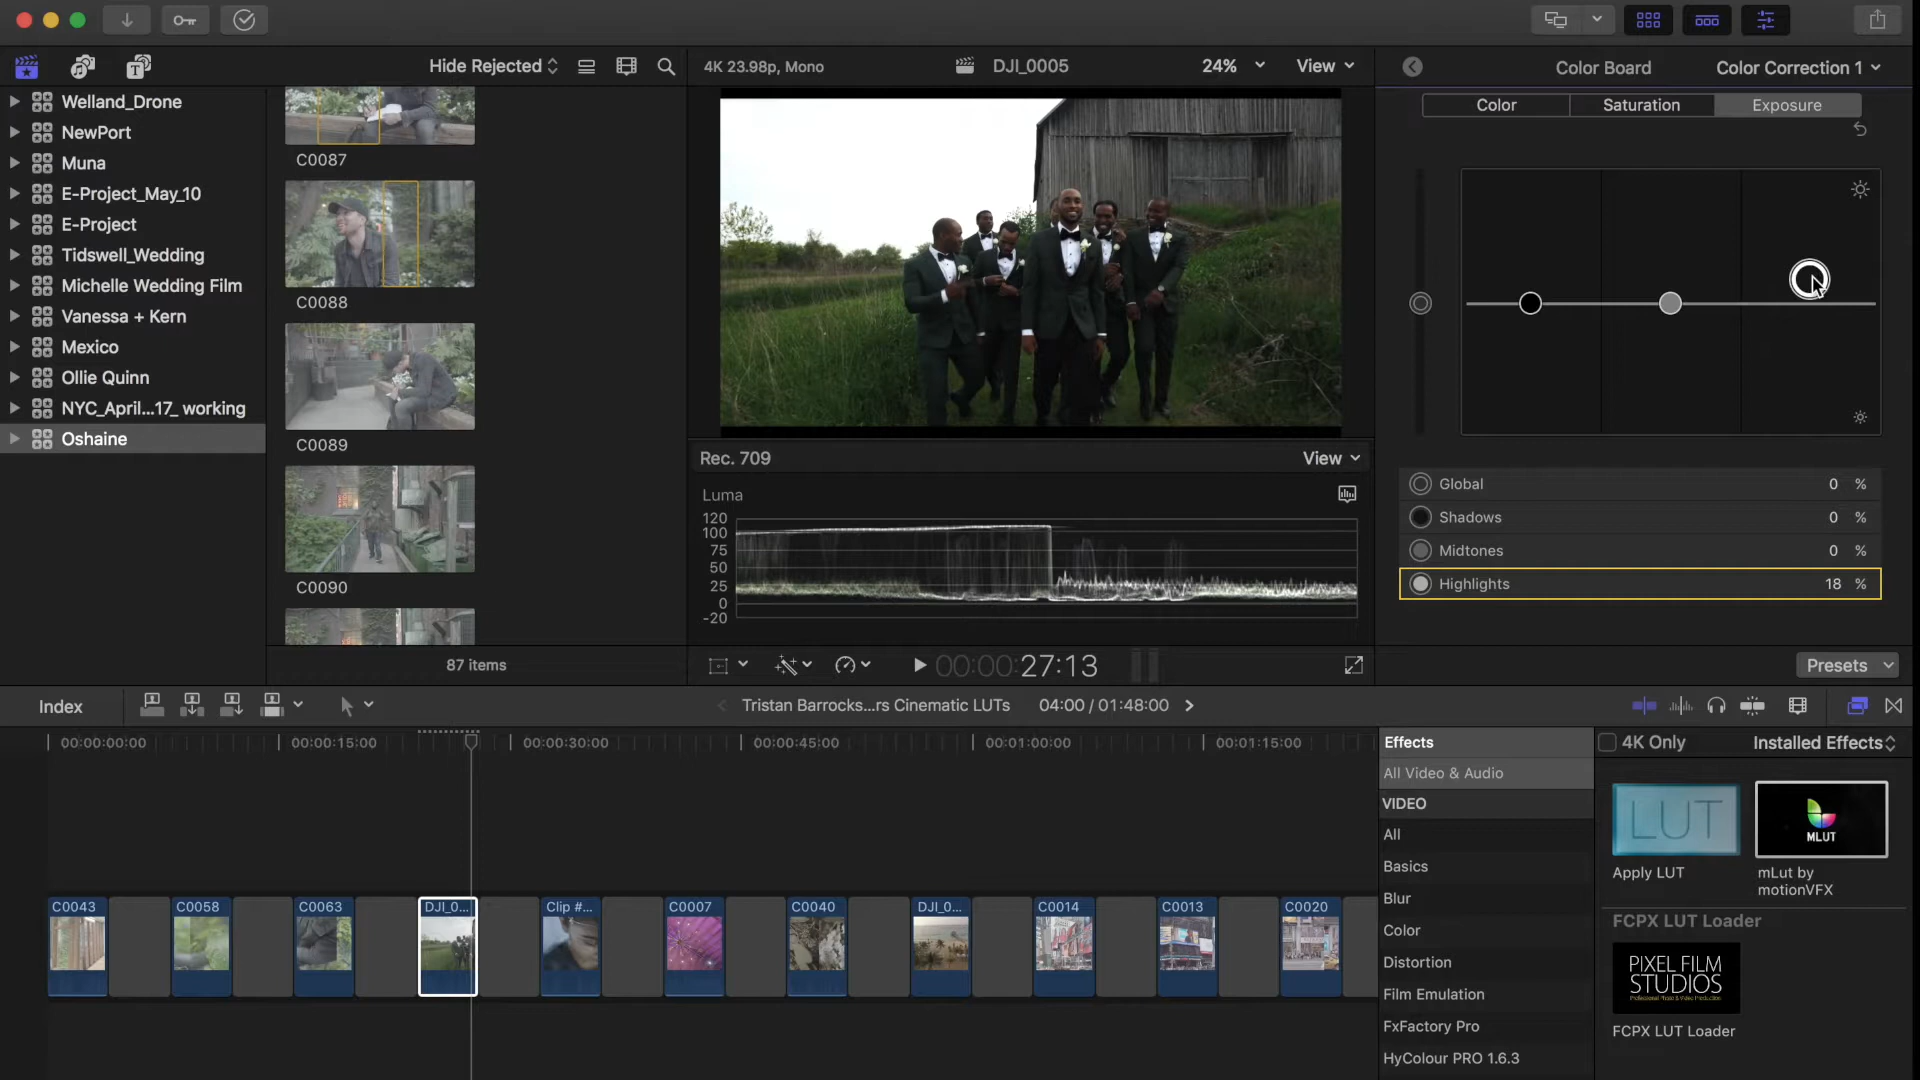 Hide Rejected
4K 23.98p, Mono
DJI_0005
24%
View
Color Board
Color Correction 1
Color
Saturation
Exposure
Welland_Drone
NewPort
Muna
E-Project_May_10
E-Project
Tidswell_Wedding
Michelle Wedding Film
Vanessa + Kern
Mexico
Ollie Quinn
NYC_April...17_ working
Oshaine
C0087
C0088
C0089
C0090
87 items
Rec. 709
View
Luma
120
100
75
50
25
0
-20
Global 0 %
Shadows 0 %
Midtones 0 %
Highlights 18 %
00:00:27:13
Presets
Index
Tristan Barrocks...rs Cinematic LUTs
04:00 / 01:48:00
00:00:00:00
00:00:15:00
00:00:30:00
00:00:45:00
00:01:00:00
00:01:15:00
C0043
C0058
C0063
DJI_0...
Clip #...
C0007
C0040
DJI_0...
C0014
C0013
C0020
Effects
4K Only
Installed Effects
All Video & Audio
VIDEO
All
Basics
Blur
Color
Distortion
Film Emulation
FxFactory Pro
HyColour PRO 1.6.3
LUT
Apply LUT
MLUT
mLut by
motionVFX
FCPX LUT Loader
PIXEL FILM
STUDIOS
FCPX LUT Loader